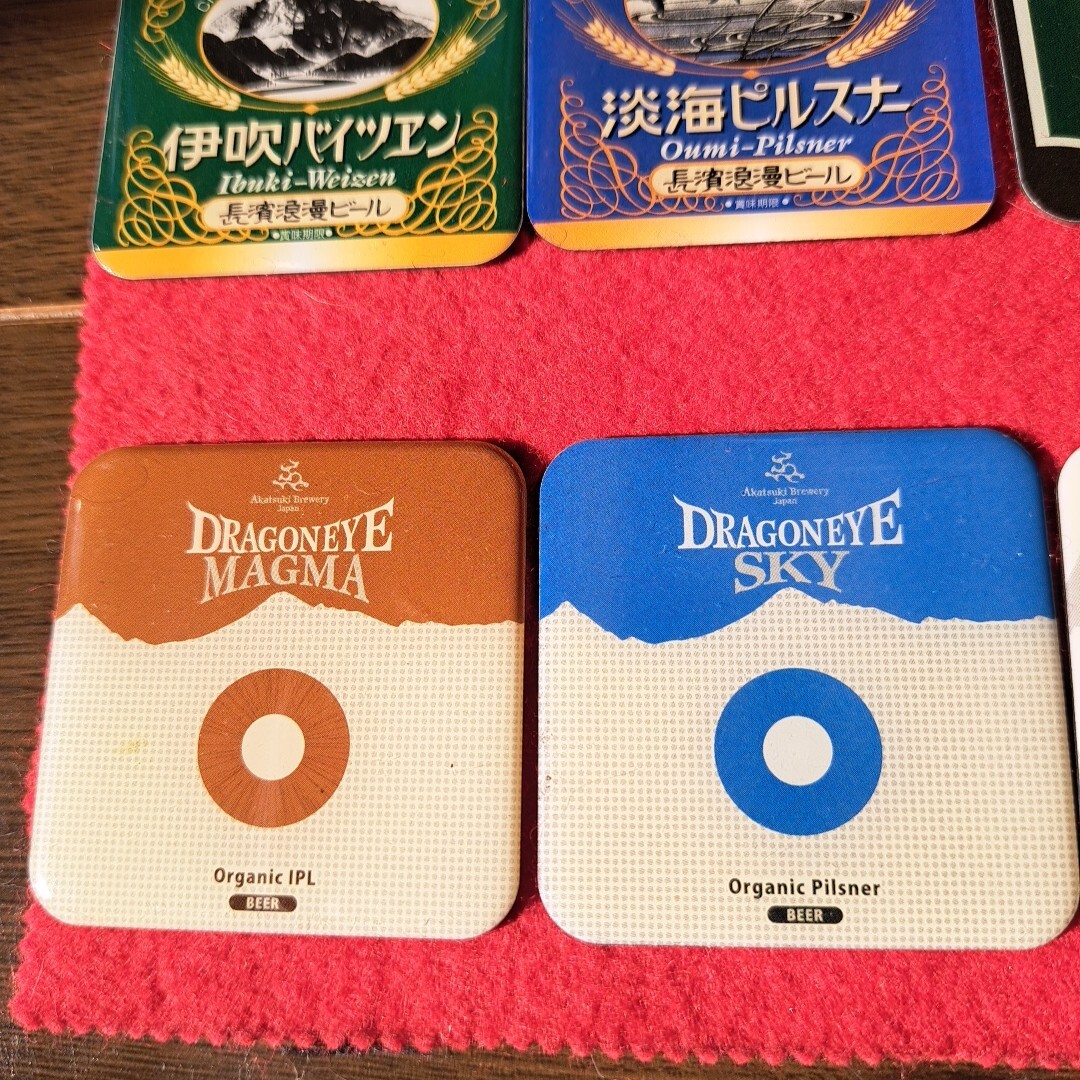 伊吹バイツェン
Ibuki-Weizen
長濱浪漫ビール
●賞味期限●
淡海ピルスナー
Oumi-Pilsner
長濱浪漫ビール
●賞味期限●
Akatsuki Brewery
Japan
DRAGONEYE
MAGMA
Organic IPL
BEER
Akatsuki Brewery
Japan
DRAGONEYE
SKY
Organic Pilsner
BEER